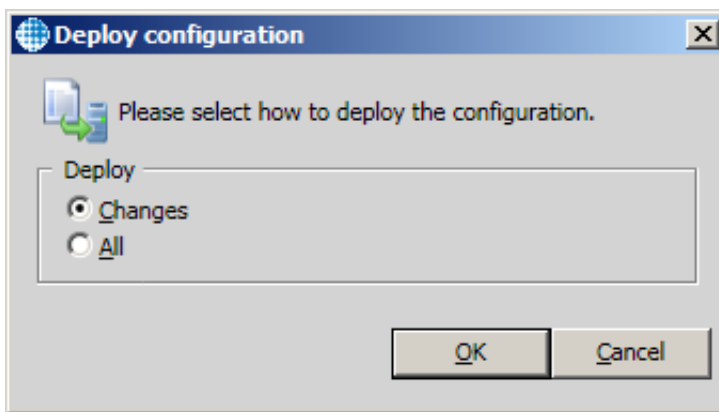 Deploy configuration
Please select how to deploy the configuration.
Deploy
Changes
All
OK
Cancel